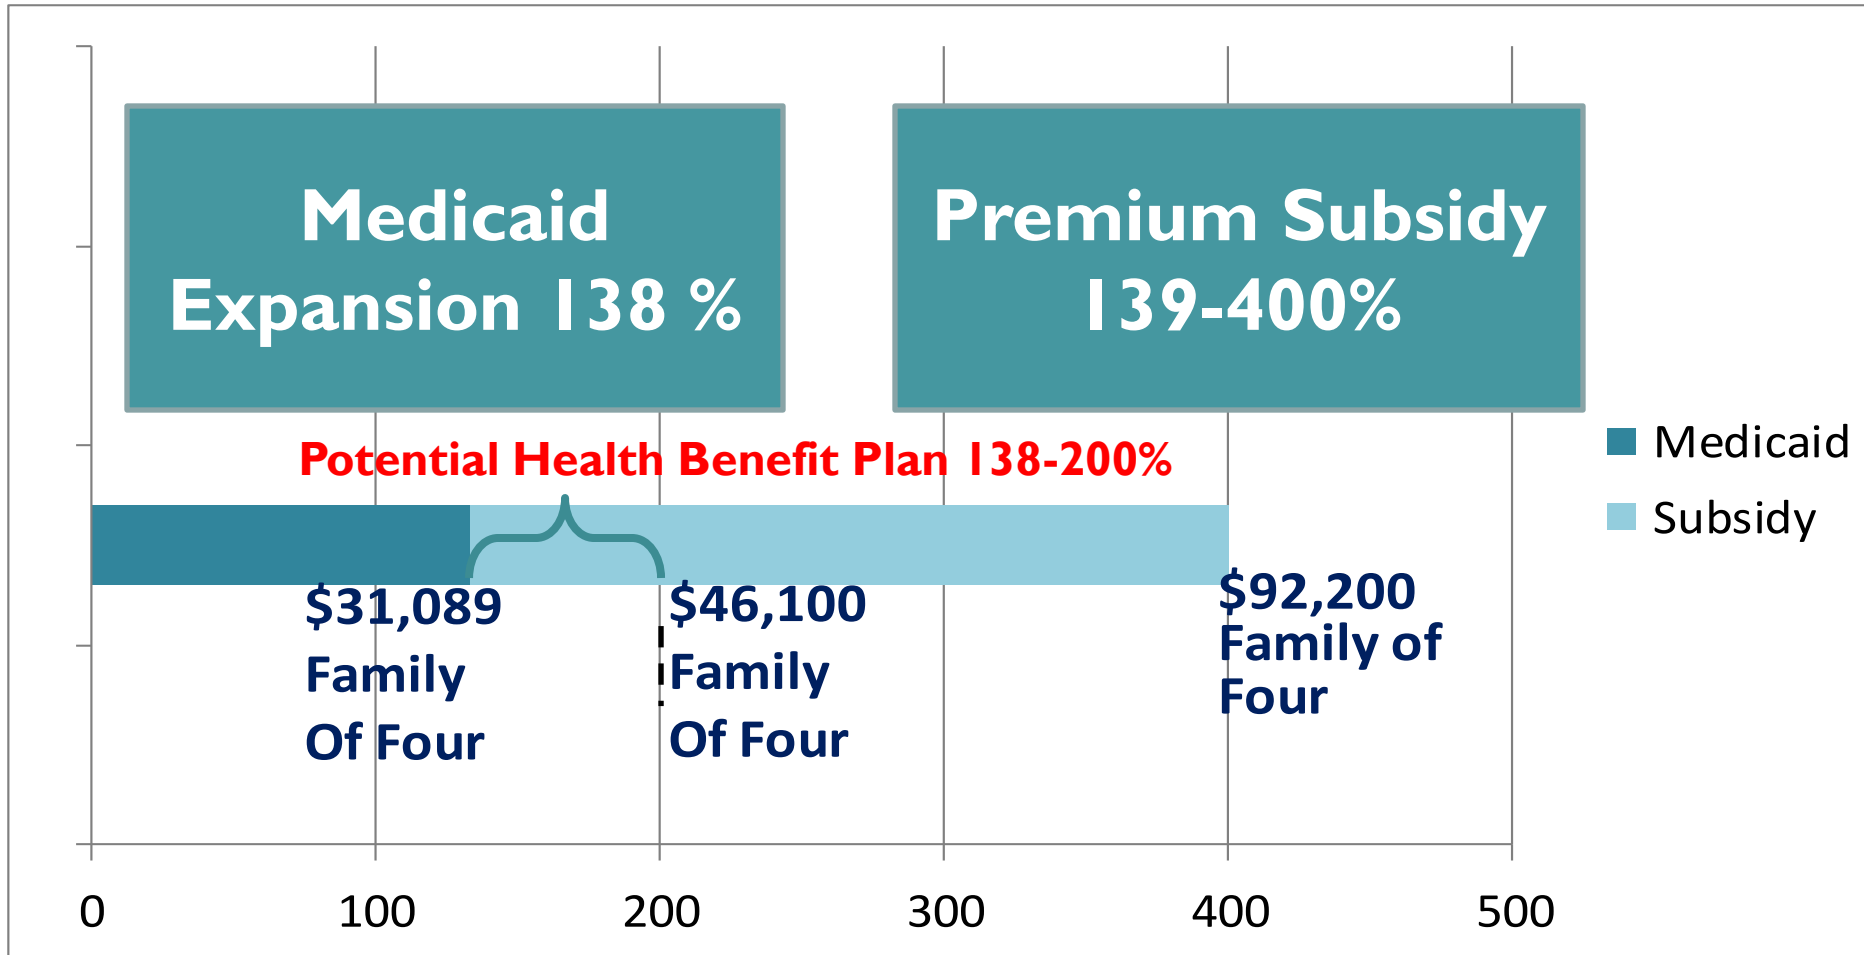 Medicaid
Expansion 138 %
Premium Subsidy
139-400%
Potential Health Benefit Plan 138-200%
Medicaid
Subsidy
$31,089
Family
Of Four
$46,100
Family
Of Four
$92,200
Family of
Four
0
100
200
300
400
500